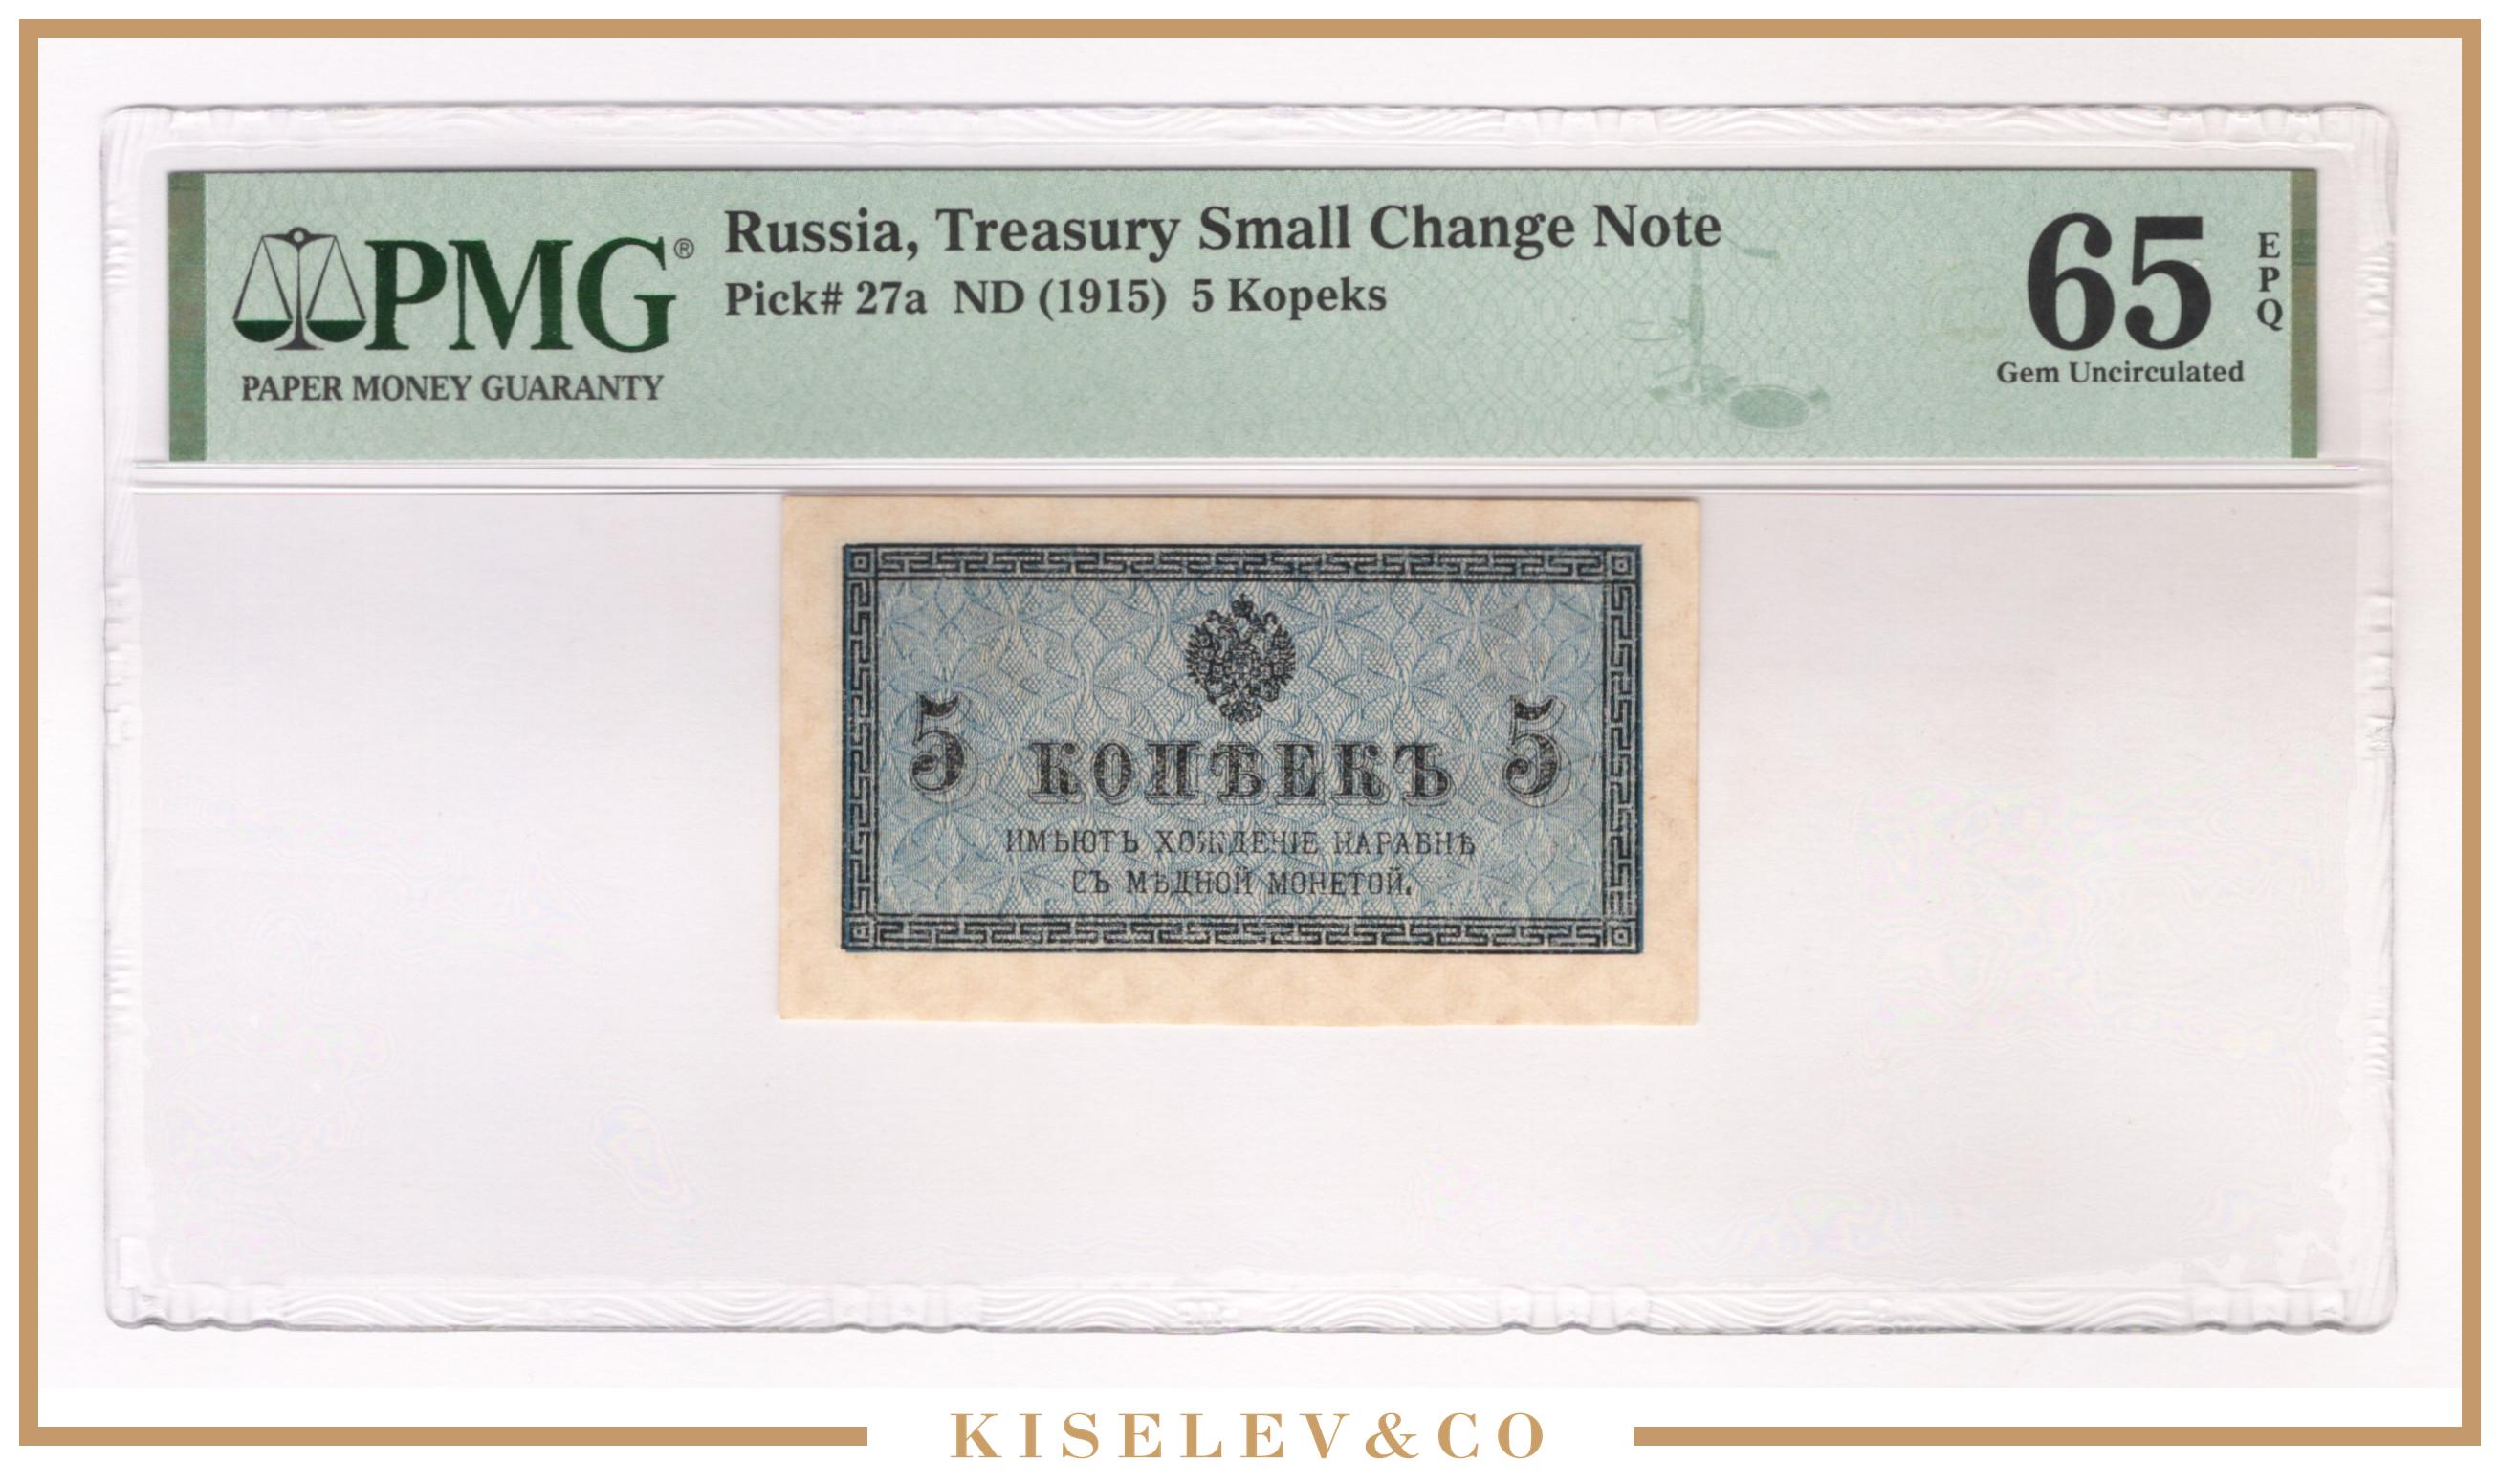 PMG®
PAPER MONEY GUARANTY
Russia, Treasury Small Change Note
Pick# 27a ND (1915) 5 Kopeks
65
EPQ
Gem Uncirculated
5 КОПѢЕКЪ 5
ИМѢЮТЪ ХОЖДЕНІЕ НАРАВНѢ
СЪ МѢДНОЙ МОНЕТОЙ.
KISELEV&CO